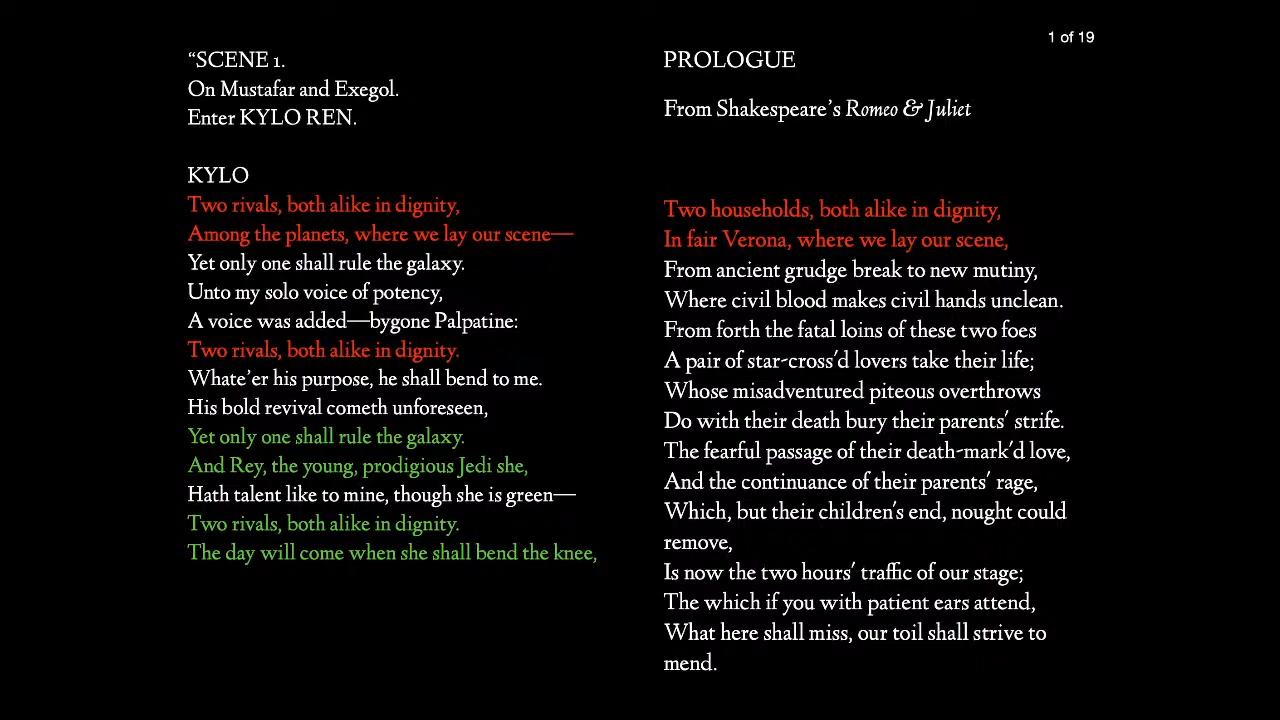 1 of 19
“SCENE 1.
On Mustafar and Exegol.
Enter KYLO REN.
KYLO
Two rivals, both alike in dignity,
Among the planets, where we lay our scene—
Yet only one shall rule the galaxy.
Unto my solo voice of potency,
A voice was added—bygone Palpatine:
Two rivals, both alike in dignity.
Whate’er his purpose, he shall bend to me.
His bold revival cometh unforeseen,
Yet only one shall rule the galaxy.
And Rey, the young, prodigious Jedi she,
Hath talent like to mine, though she is green—
Two rivals, both alike in dignity.
The day will come when she shall bend the knee,
PROLOGUE
From Shakespeare’s Romeo & Juliet
Two households, both alike in dignity,
In fair Verona, where we lay our scene,
From ancient grudge break to new mutiny,
Where civil blood makes civil hands unclean.
From forth the fatal loins of these two foes
A pair of star-cross'd lovers take their life;
Whose misadventured piteous overthrows
Do with their death bury their parents' strife.
The fearful passage of their death-mark'd love,
And the continuance of their parents' rage,
Which, but their children's end, nought could
remove,
Is now the two hours' traffic of our stage;
The which if you with patient ears attend,
What here shall miss, our toil shall strive to
mend.